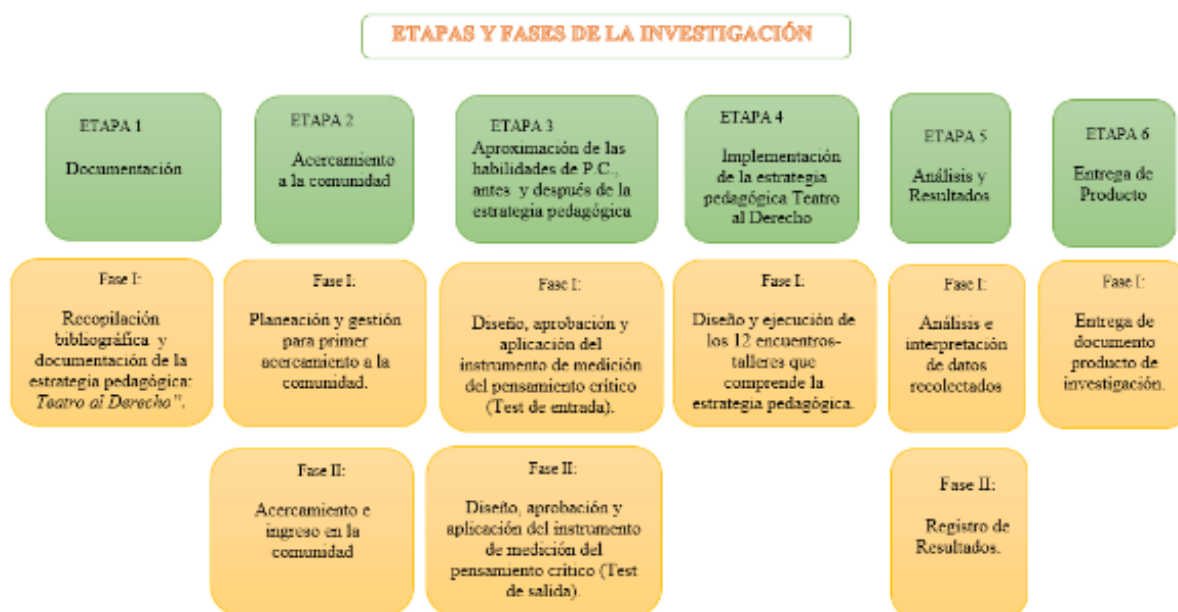 ETAPAS Y FASES DE LA INVESTIGACIÓN
ETAPA 1
Documentación
ETAPA 2
Acercamiento
a la comunidad
ETAPA 3
Aproximación de las
habilidades de P.C.,
antes y después de la
estrategia pedagógica
ETAPA 4
Implementación
de la estrategia
pedagógica Teatro
al Derecho
ETAPA 5
Análisis y
Resultados
ETAPA 6
Entrega de
Producto
Fase I:
Recopilación
bibliográfica y
documentación de la
estrategia pedagógica:
Teatro al Derecho”.
Fase I:
Planeación y gestión
para primer
acercamiento a la
comunidad.
Fase I:
Diseño, aprobación y
aplicación del
instrumento de medición
del pensamiento crítico
(Test de entrada).
Fase I:
Diseño y ejecución de
los 12 encuentros-
talleres que
comprende la
estrategia pedagógica.
Fase I:
Análisis e
interpretación
de datos
recolectados
Fase I:
Entrega de
documento
producto de
investigación.
Fase II:
Acercamiento e
ingreso en la
comunidad
Fase II:
Diseño, aprobación y
aplicación del instrumento
de medición del
pensamiento crítico (Test
de salida).
Fase II:
Registro de
Resultados.